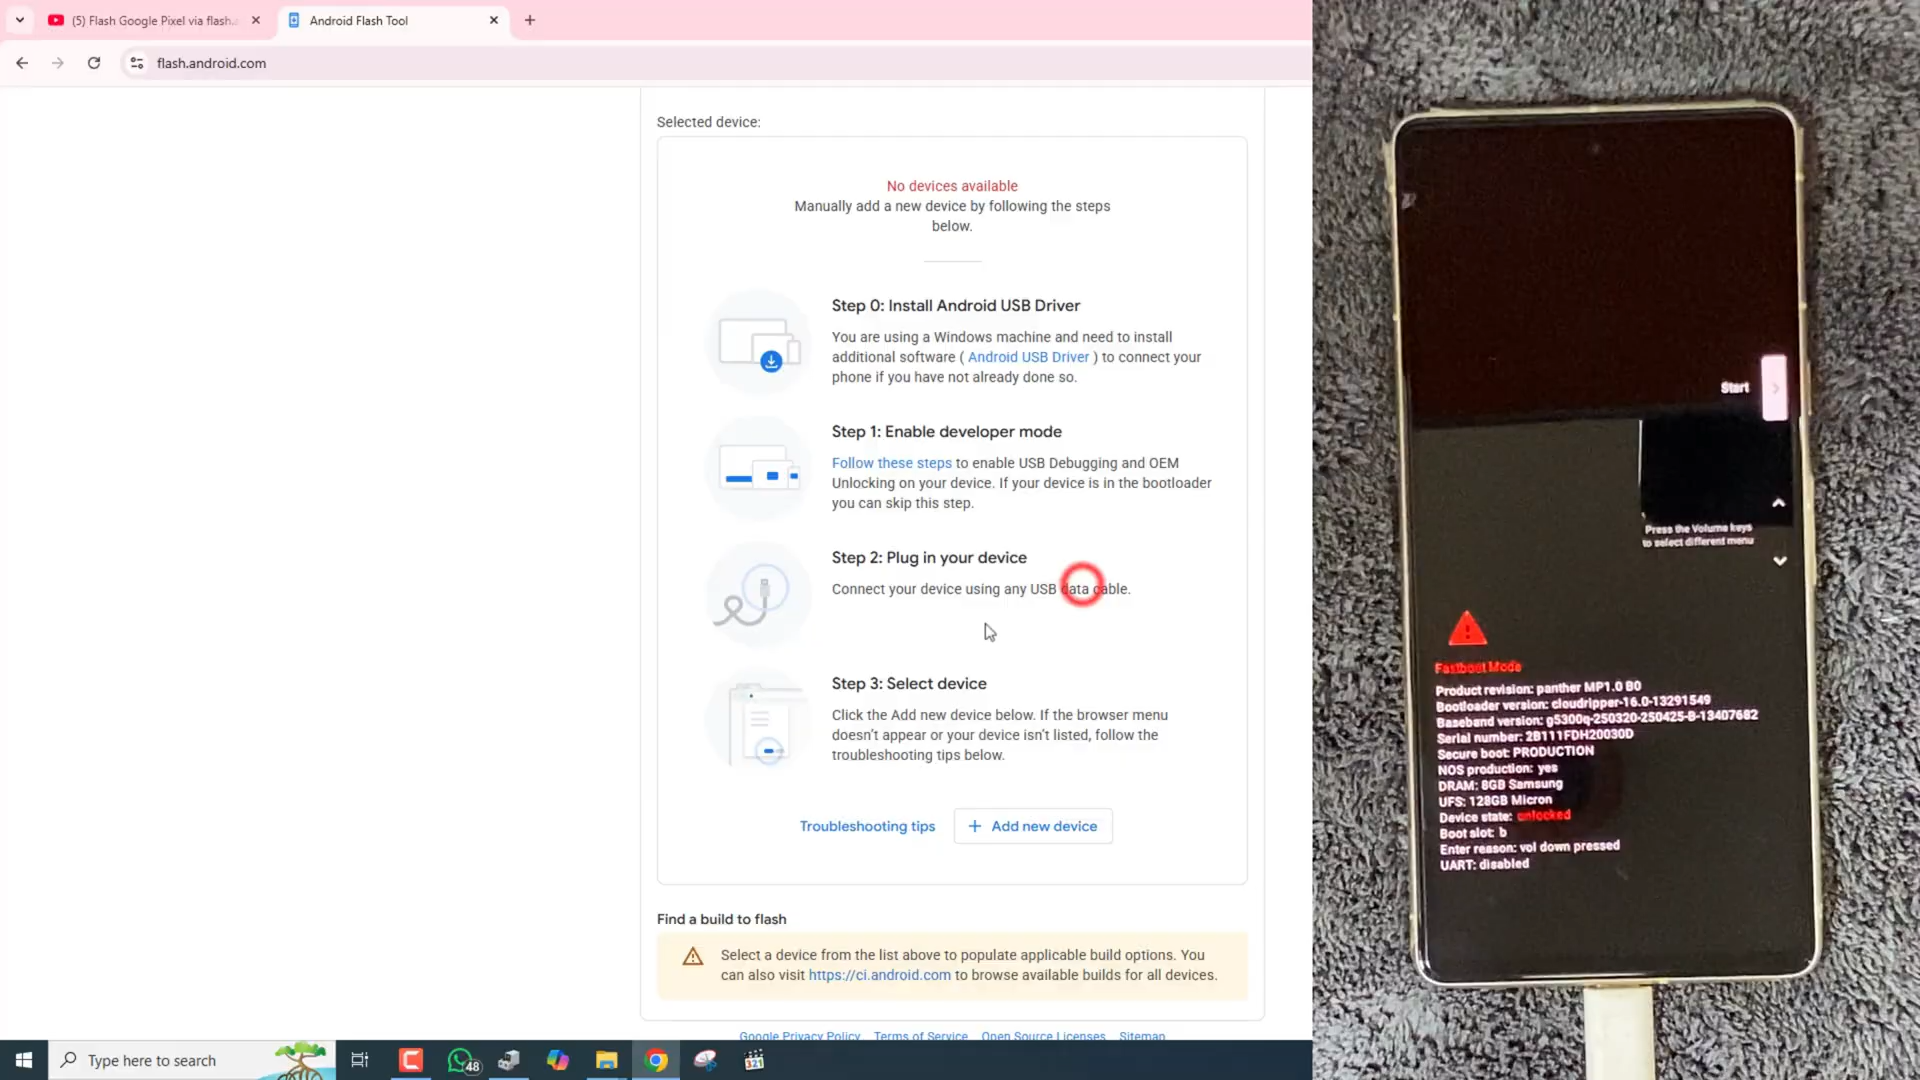 (5) Flash Google Pixel via flash.a
Android Flash Tool
flash.android.com
Selected device:
No devices available
Manually add a new device by following the steps
below.
Step 0: Install Android USB Driver
You are using a Windows machine and need to install
additional software ( Android USB Driver ) to connect your
phone if you have not already done so.
Step 1: Enable developer mode
Follow these steps to enable USB Debugging and OEM
Unlocking on your device. If your device is in the bootloader
you can skip this step.
Step 2: Plug in your device
Connect your device using any USB data cable.
Step 3: Select device
Click the Add new device below. If the browser menu
doesn't appear or your device isn't listed, follow the
troubleshooting tips below.
Troubleshooting tips
+ Add new device
Find a build to flash
Select a device from the list above to populate applicable build options. You
can also visit https://ci.android.com to browse available builds for all devices.
Google Privacy Policy Terms of Service Open Source Licenses Sitemap
Type here to search
48
321
Start
Press the Volume keys
to select different menu
Fastboot Mode
Product revision: panther MP1.0 B0
Bootloader version: cloudripper-16.0-13291549
Baseband version: g5300q-250320-250425-B-13407682
Serial number: 2B111FDH20030D
Secure boot: PRODUCTION
NOS production: yes
DRAM: 8GB Samsung
UFS: 128GB Micron
Device state: unlocked
Boot slot: b
Enter reason: vol down pressed
UART: disabled